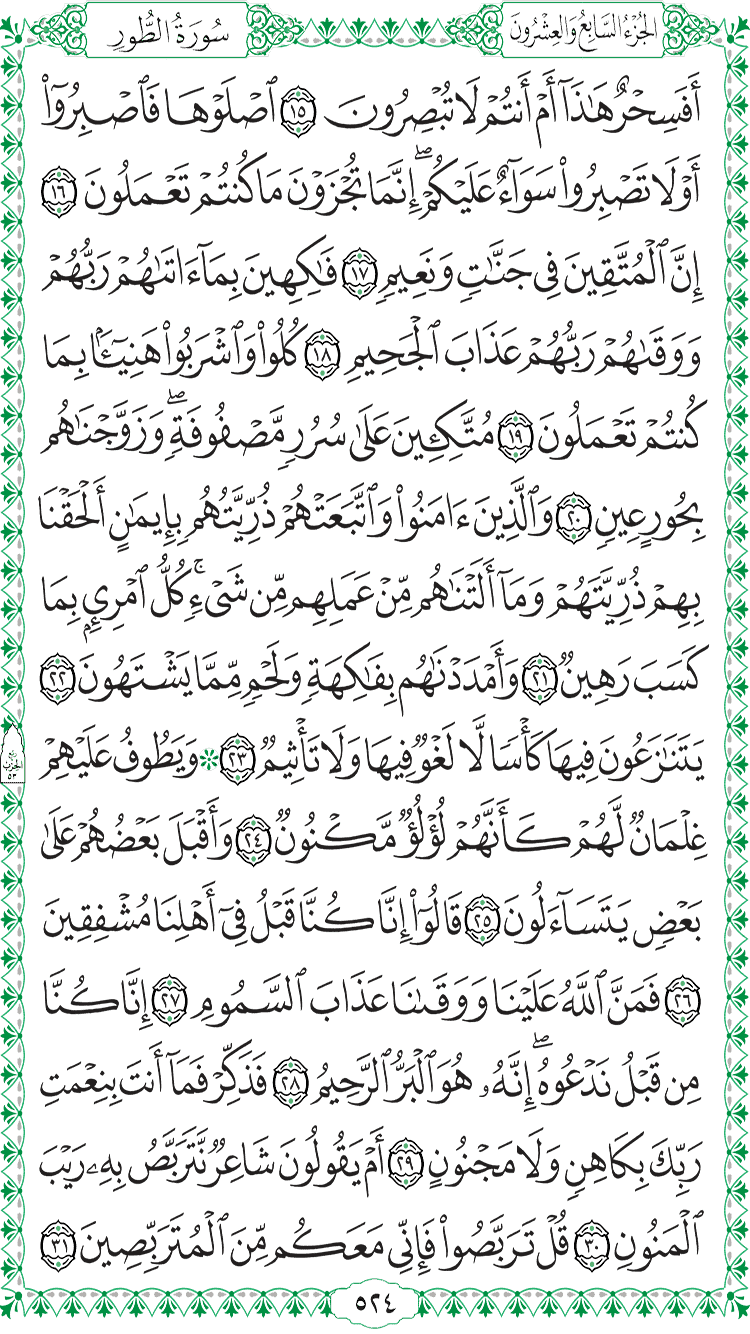 الجُزْءُ السَّابِعُ وَالعِشْرُونَ
سُورَةُ الطُّورِ
أَفَسِحْرٌ هَٰذَآ أَمْ أَنتُمْ لَا تُبْصِرُونَ ١٥ ٱصْلَوْهَا فَٱصْبِرُوٓا۟
أَوْ لَا تَصْبِرُوا۟ سَوَآءٌ عَلَيْكُمْ ۖ إِنَّمَا تُجْزَوْنَ مَا كُنتُمْ تَعْمَلُونَ ١٦
إِنَّ ٱلْمُتَّقِينَ فِى جَنَّٰتٍ وَنَعِيمٍ ١٧ فَٰكِهِينَ بِمَآ ءَاتَىٰهُمْ رَبُّهُمْ
وَوَقَىٰهُمْ رَبُّهُمْ عَذَابَ ٱلْجَحِيمِ ١٨ كُلُوا۟ وَٱشْرَبُوا۟ هَنِيٓـًٔۢا بِمَا
كُنتُمْ تَعْمَلُونَ ١٩ مُتَّكِـِٔينَ عَلَىٰ سُرُرٍ مَّصْفُوفَةٍ ۖ وَزَوَّجْنَٰهُم
بِحُورٍ عِينٍ ٢٠ وَٱلَّذِينَ ءَامَنُوا۟ وَٱتَّبَعَتْهُمْ ذُرِّيَّتُهُم بِإِيمَٰنٍ أَلْحَقْنَا
بِهِمْ ذُرِّيَّتَهُمْ وَمَآ أَلَتْنَٰهُم مِّنْ عَمَلِهِم مِّن شَىْءٍ ۚ كُلُّ ٱمْرِئٍۭ بِمَا
كَسَبَ رَهِينٌ ٢١ وَأَمْدَدْنَٰهُم بِفَٰكِهَةٍ وَلَحْمٍ مِّمَّا يَشْتَهُونَ ٢٢
يَتَنَٰزَعُونَ فِيهَا كَأْسًا لَّا لَغْوٌ فِيهَا وَلَا تَأْثِيمٌ ٢٣ ۞ وَيَطُوفُ عَلَيْهِمْ
ربع الحزب ٥٣
غِلْمَانٌ لَّهُمْ كَأَنَّهُمْ لُؤْلُؤٌ مَّكْنُونٌ ٢٤ وَأَقْبَلَ بَعْضُهُمْ عَلَىٰ
بَعْضٍ يَتَسَآءَلُونَ ٢٥ قَالُوٓا۟ إِنَّا كُنَّا قَبْلُ فِىٓ أَهْلِنَا مُشْفِقِينَ
٢٦ فَمَنَّ ٱللَّهُ عَلَيْنَا وَوَقَىٰنَا عَذَابَ ٱلسَّمُومِ ٢٧ إِنَّا كُنَّا
مِن قَبْلُ نَدْعُوهُ ۖ إِنَّهُۥ هُوَ ٱلْبَرُّ ٱلرَّحِيمُ ٢٨ فَذَكِّرْ فَمَآ أَنتَ بِنِعْمَتِ
رَبِّكَ بِكَاهِنٍ وَلَا مَجْنُونٍ ٢٩ أَمْ يَقُولُونَ شَاعِرٌ نَّتَرَبَّصُ بِهِۦ رَيْبَ
ٱلْمَنُونِ ٣٠ قُلْ تَرَبَّصُوا۟ فَإِنِّى مَعَكُم مِّنَ ٱلْمُتَرَبِّصِينَ ٣١
٥٢٤